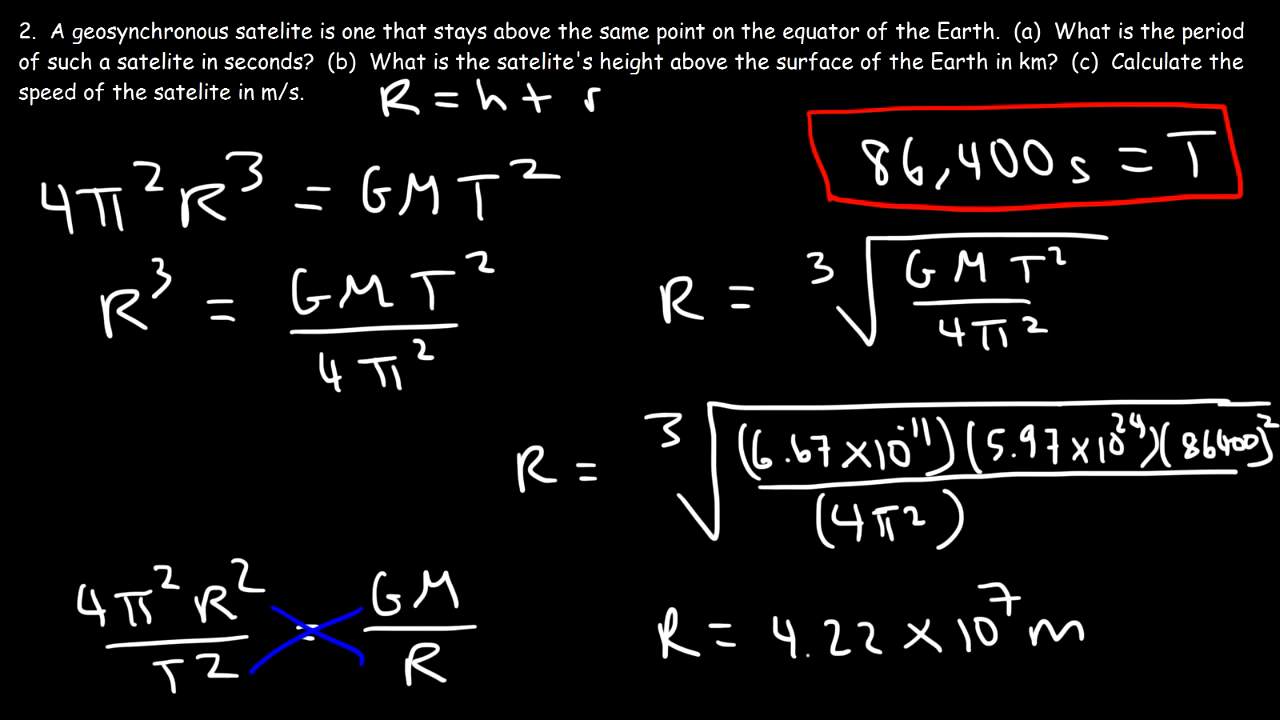 2. A geosynchronous satelite is one that stays above the same point on the equator of the Earth. (a) What is the period
of such a satelite in seconds? (b) What is the satelite's height above the surface of the Earth in km? (c) Calculate the
speed of the satelite in m/s.
R = h + r
86,400 s = T
4π²R³ = GMT²
R³ = GMT² / 4π²
R = ³√(GMT² / 4π²)
R = ³√((6.67 × 10⁻¹¹)(5.97 × 10²⁴)(86400)² / (4π²))
4π²R² / T² = GM / R
R = 4.22 × 10⁷ m